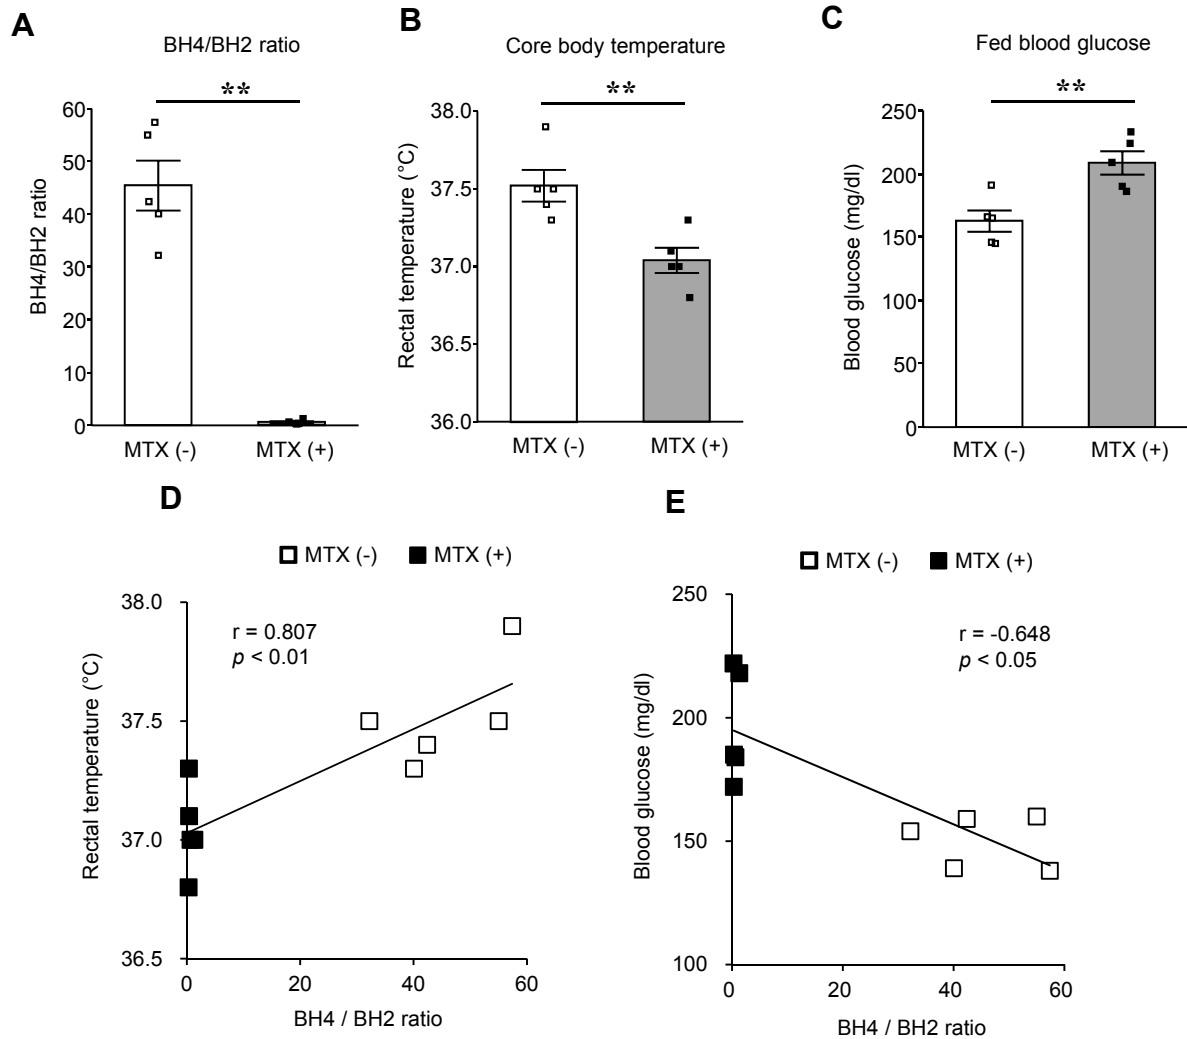 A
BH4/BH2 ratio
**
BH4/BH2 ratio
60
50
40
30
20
10
0
MTX (-)
MTX (+)
B
Core body temperature
**
Rectal temperature (°C)
38.0
37.5
37.0
36.5
36.0
MTX (-)
MTX (+)
C
Fed blood glucose
**
Blood glucose (mg/dl)
250
200
150
100
50
0
MTX (-)
MTX (+)
D
MTX (-) MTX (+)
r = 0.807
p < 0.01
Rectal temperature (°C)
38.0
37.5
37.0
36.5
0 20 40 60
BH4 / BH2 ratio
E
MTX (-) MTX (+)
r = -0.648
p < 0.05
Blood glucose (mg/dl)
250
200
150
100
0 20 40 60
BH4 / BH2 ratio